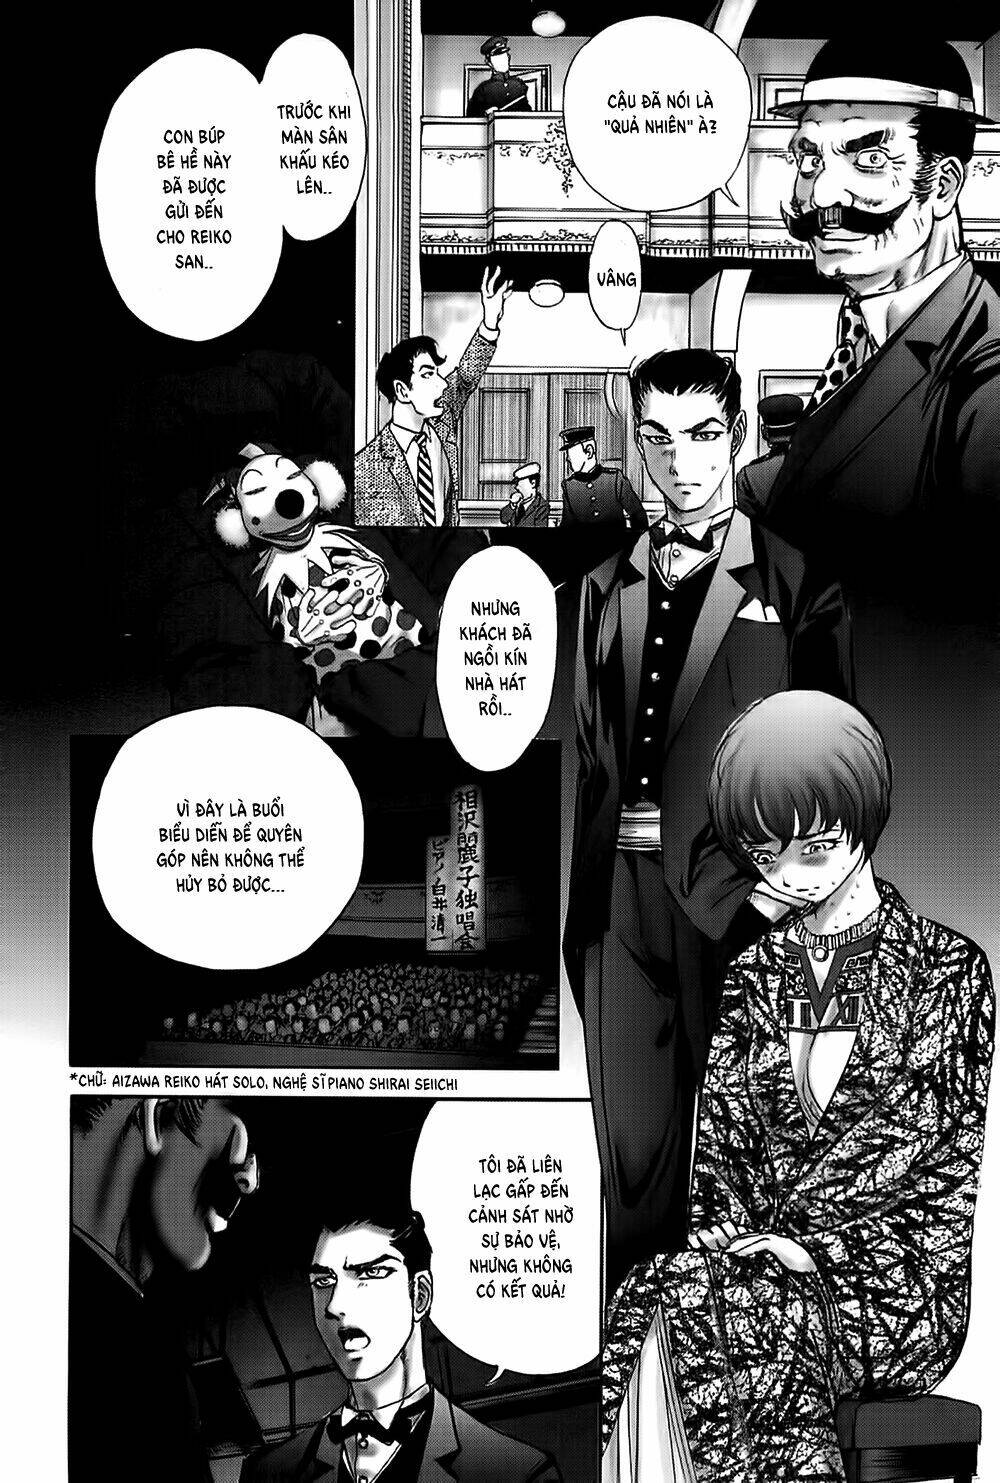 CẬU ĐÃ NÓI LÀ
"QUẢ NHIÊN" À?
VÂNG
TRƯỚC KHI
MÀN SÂN
KHẤU KÉO
LÊN..
CON BÚP
BÊ HỀ NÀY
ĐÃ ĐƯỢC
GỬI ĐẾN
CHO REIKO
SAN..
NHƯNG
KHÁCH ĐÃ
NGỒI KÍN
NHÀ HÁT
RỒI..
VÌ ĐÂY LÀ BUỔI
BIỂU DIỄN ĐỂ QUYÊN
GÓP NÊN KHÔNG THỂ
HỦY BỎ ĐƯỢC...
相沢麗子独唱会
ピアノ白井清一
*CHỮ: AIZAWA REIKO HÁT SOLO, NGHỆ SĨ PIANO SHIRAI SEIICHI
TÔI ĐÃ LIÊN
LẠC GẤP ĐẾN
CẢNH SÁT NHỜ
SỰ BẢO VỆ,
NHƯNG KHÔNG
CÓ KẾT QUẢ!